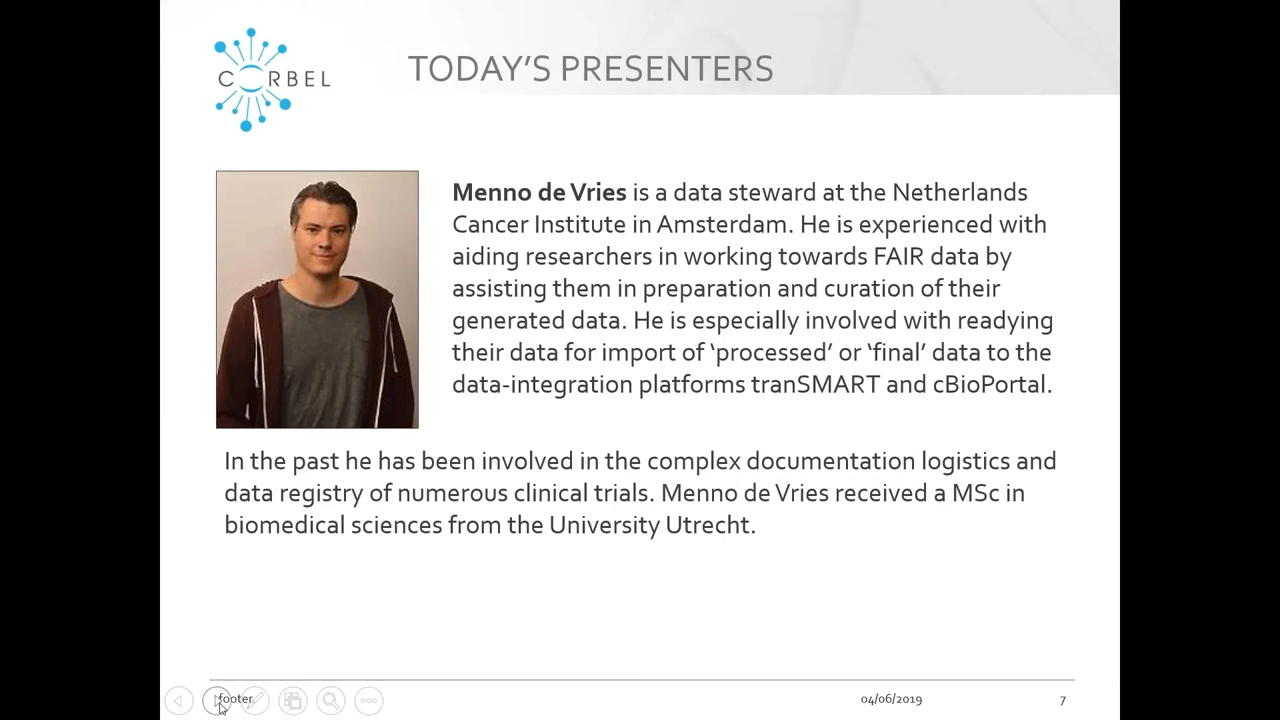 CORBEL
TODAY'S PRESENTERS
Menno de Vries is a data steward at the Netherlands
Cancer Institute in Amsterdam. He is experienced with
aiding researchers in working towards FAIR data by
assisting them in preparation and curation of their
generated data. He is especially involved with readying
their data for import of ‘processed’ or ‘final’ data to the
data-integration platforms tranSMART and cBioPortal.
In the past he has been involved in the complex documentation logistics and
data registry of numerous clinical trials. Menno de Vries received a MSc in
biomedical sciences from the University Utrecht.
footer
04/06/2019
7